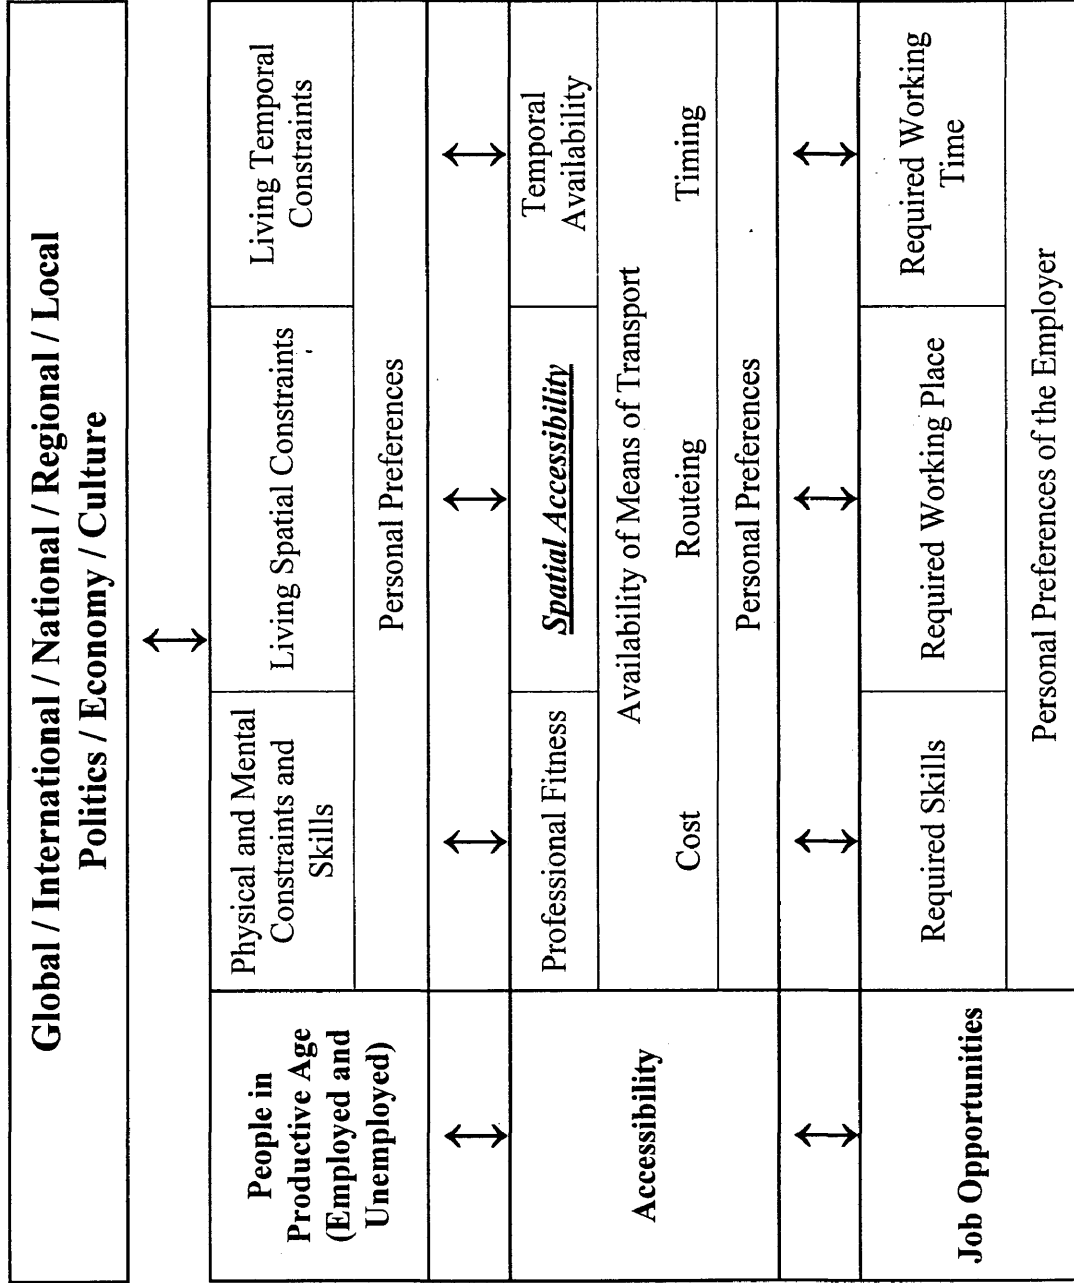 Global / International / National / Regional / Local
Politics / Economy / Culture
People in
Productive Age
(Employed and
Unemployed)
Physical and Mental
Constraints and
Skills
Living Spatial Constraints
Living Temporal
Constraints
Personal Preferences
Accessibility
Professional Fitness
Spatial Accessibility
Temporal
Availability
Availability of Means of Transport
Cost
Routeing
Timing
Personal Preferences
Job Opportunities
Required Skills
Required Working Place
Required Working
Time
Personal Preferences of the Employer